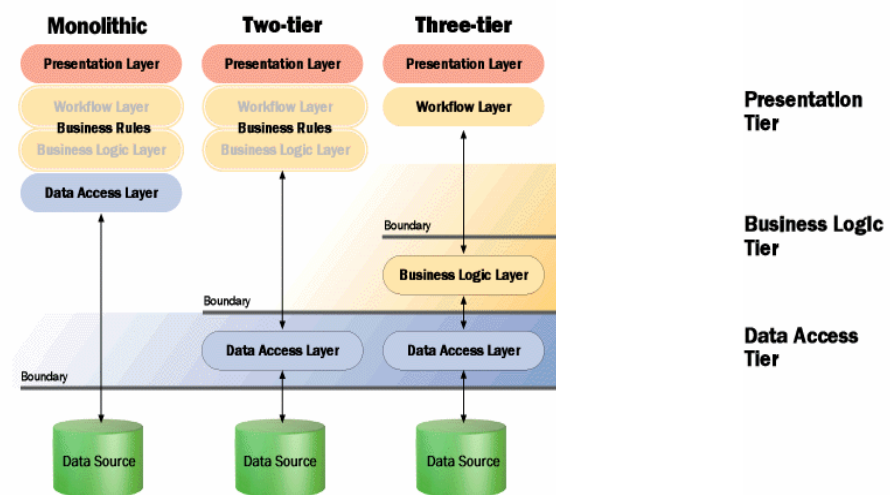 Monolithic
Two-tier
Three-tier
Presentation Layer
Presentation Layer
Presentation Layer
Workflow Layer
Workflow Layer
Workflow Layer
Presentation
Tier
Business Rules
Business Rules
Business Logic Layer
Business Logic Layer
Data Access Layer
Boundary
Business Logic
Tier
Business Logic Layer
Boundary
Data Access Layer
Data Access Layer
Data Access
Tier
Boundary
Data Source
Data Source
Data Source